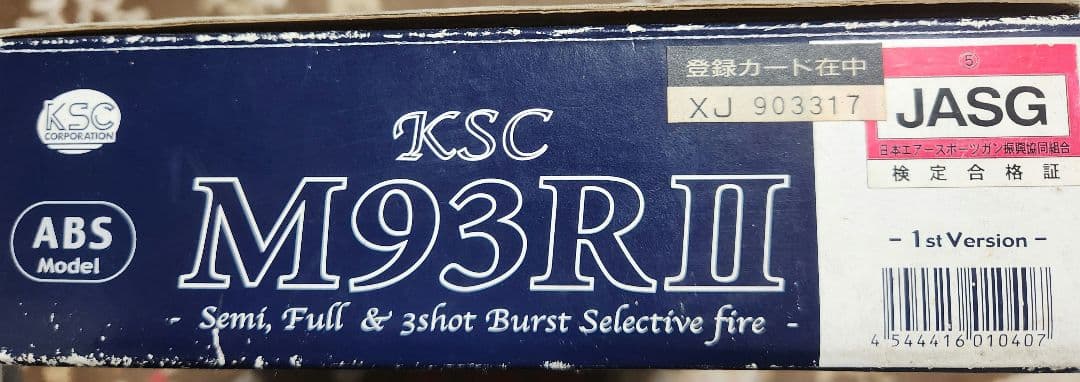 KSC
CORPORATION
ABS
Model
KSC
M93RII
- Semi, Full & 3shot Burst Selective fire -
登録カード在中
XJ 903317
⑤
JASG
日本エアースポーツガン振興協同組合
検定合格証
- 1st Version -
4 544416 010407